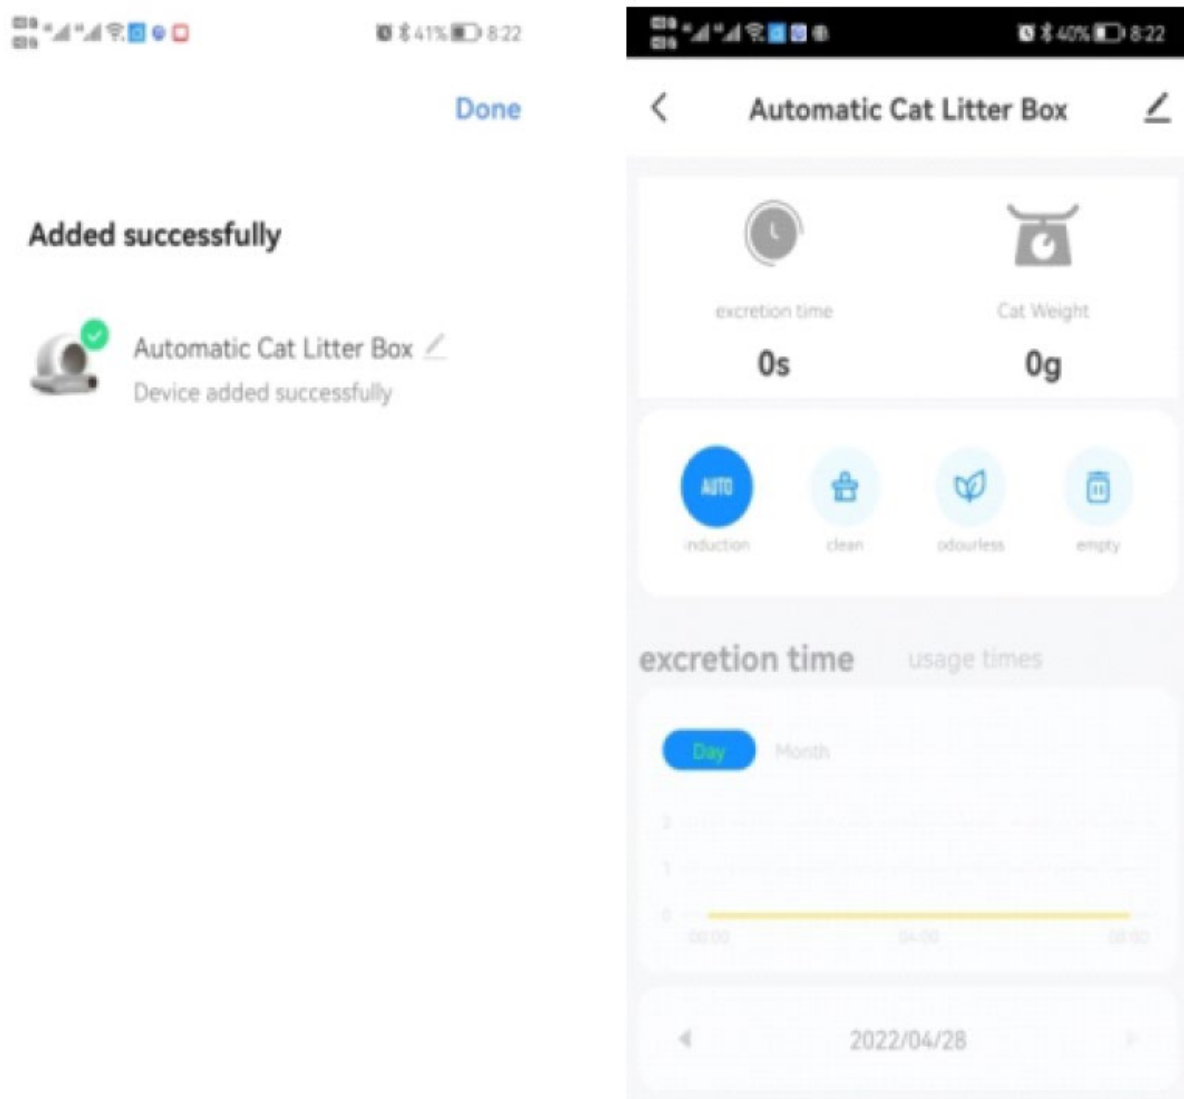 41% 8:22
Done
Added successfully
Automatic Cat Litter Box
Device added successfully
40% 8:22
Automatic Cat Litter Box
excretion time Cat Weight
0s 0g
AUTO
induction clean odourless empty
excretion time usage times
Day Month
2
1
0
00:00 04:00 08:00
2022/04/28